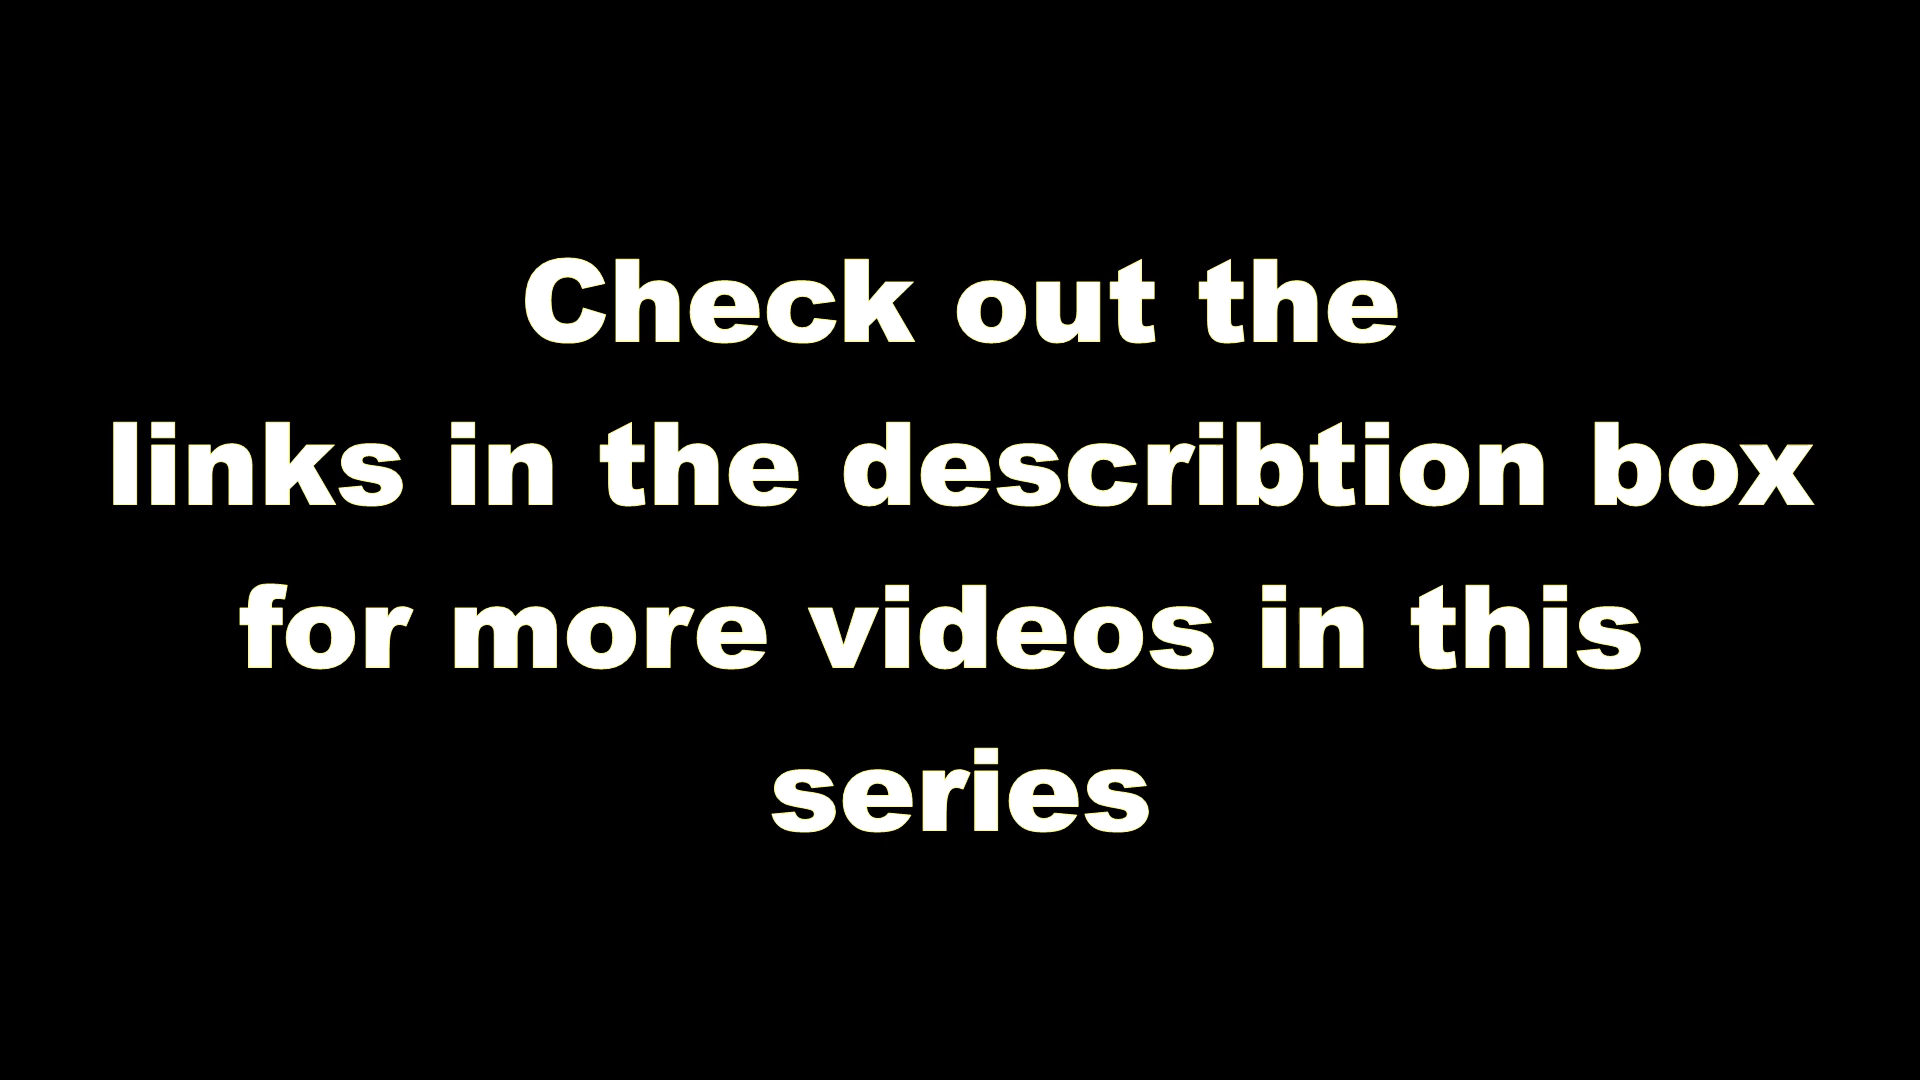 Check out the
links in the describtion box
for more videos in this
series